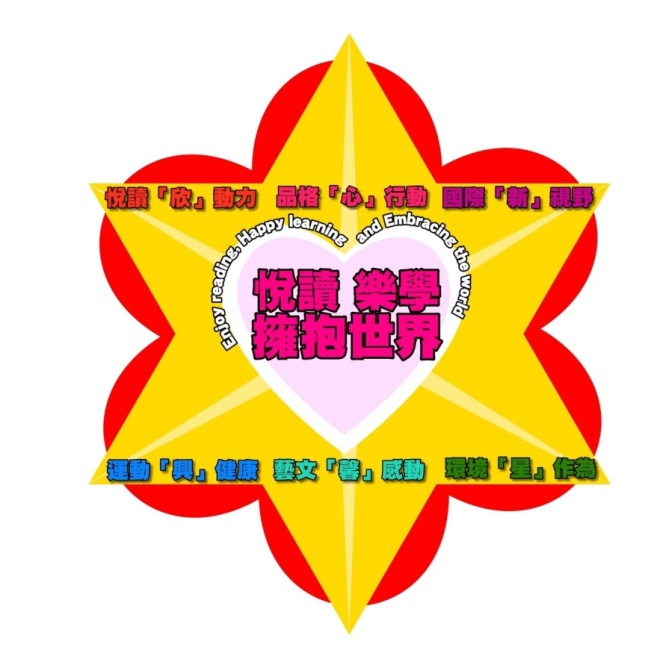 悅讀「欣」動力 品格「心」行動 國際「新」視野
Enjoy reading, Happy learning and Embracing the world
悅讀 樂學
擁抱世界
運動「興」健康 藝文「馨」感動 環境「星」作為